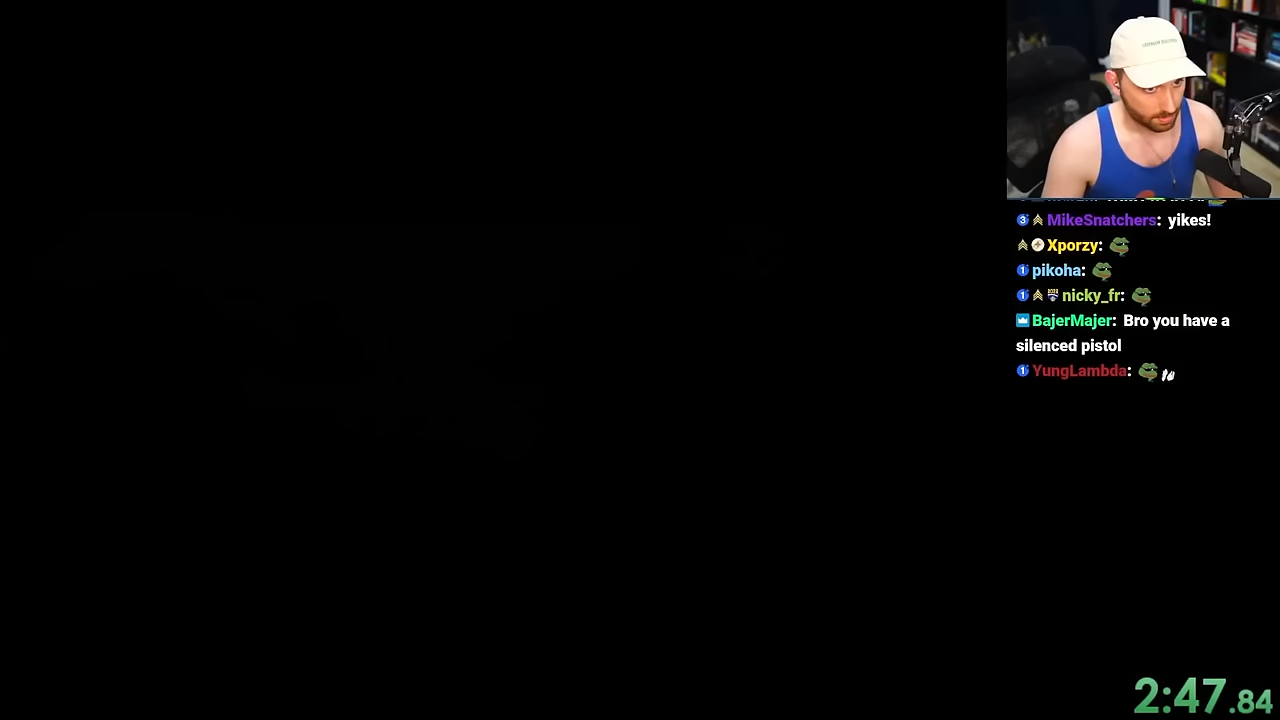 MikeSnatchers: yikes!
Xporzy:
pikoha:
nicky_fr:
BajerMajer: Bro you have a
silenced pistol
YungLambda:
2:47.84